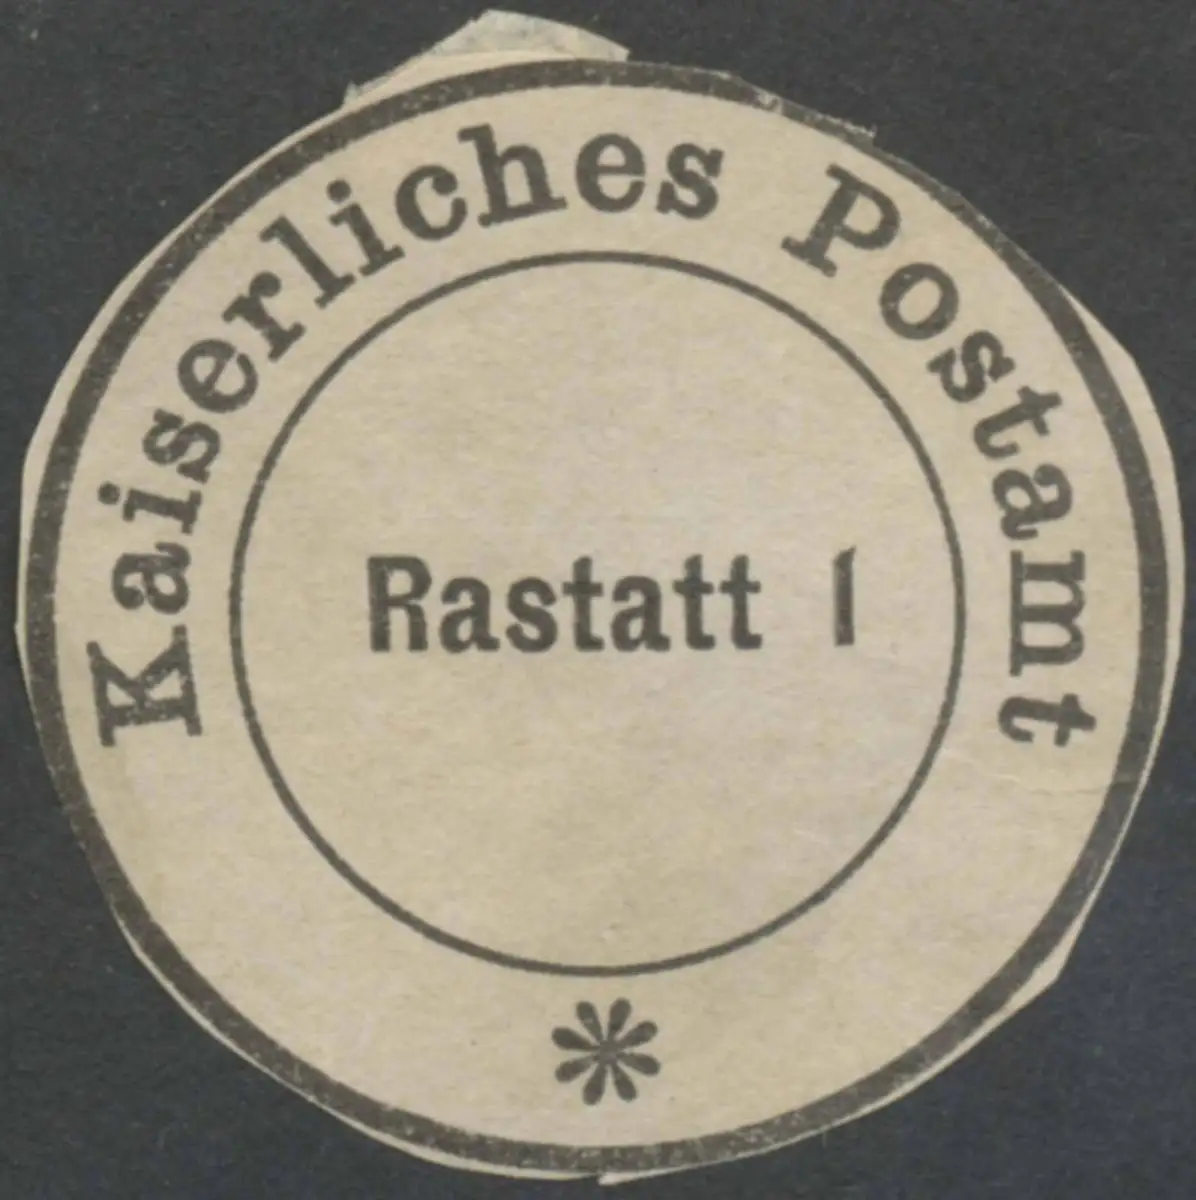 Kaiserliches Postamt
Rastatt 1